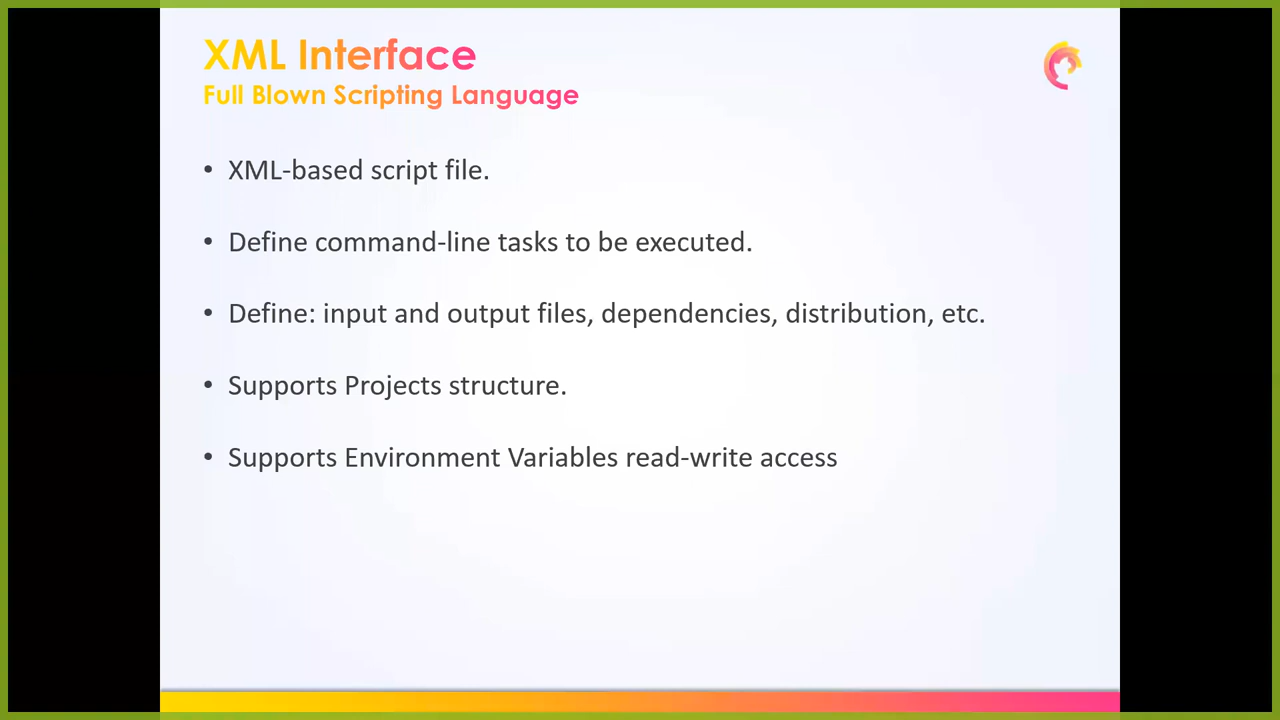 XML Interface
Full Blown Scripting Language
• XML-based script file.
• Define command-line tasks to be executed.
• Define: input and output files, dependencies, distribution, etc.
• Supports Projects structure.
• Supports Environment Variables read-write access